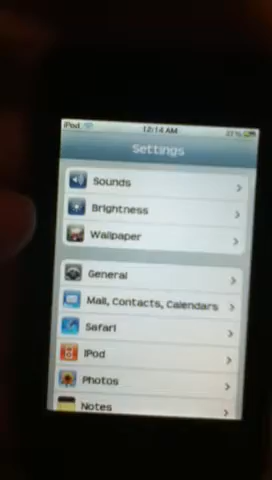 iPod 12:14 AM 37%
Settings
Sounds
Brightness
Wallpaper
General
Mail, Contacts, Calendars
Safari
iPod
Photos
Notes